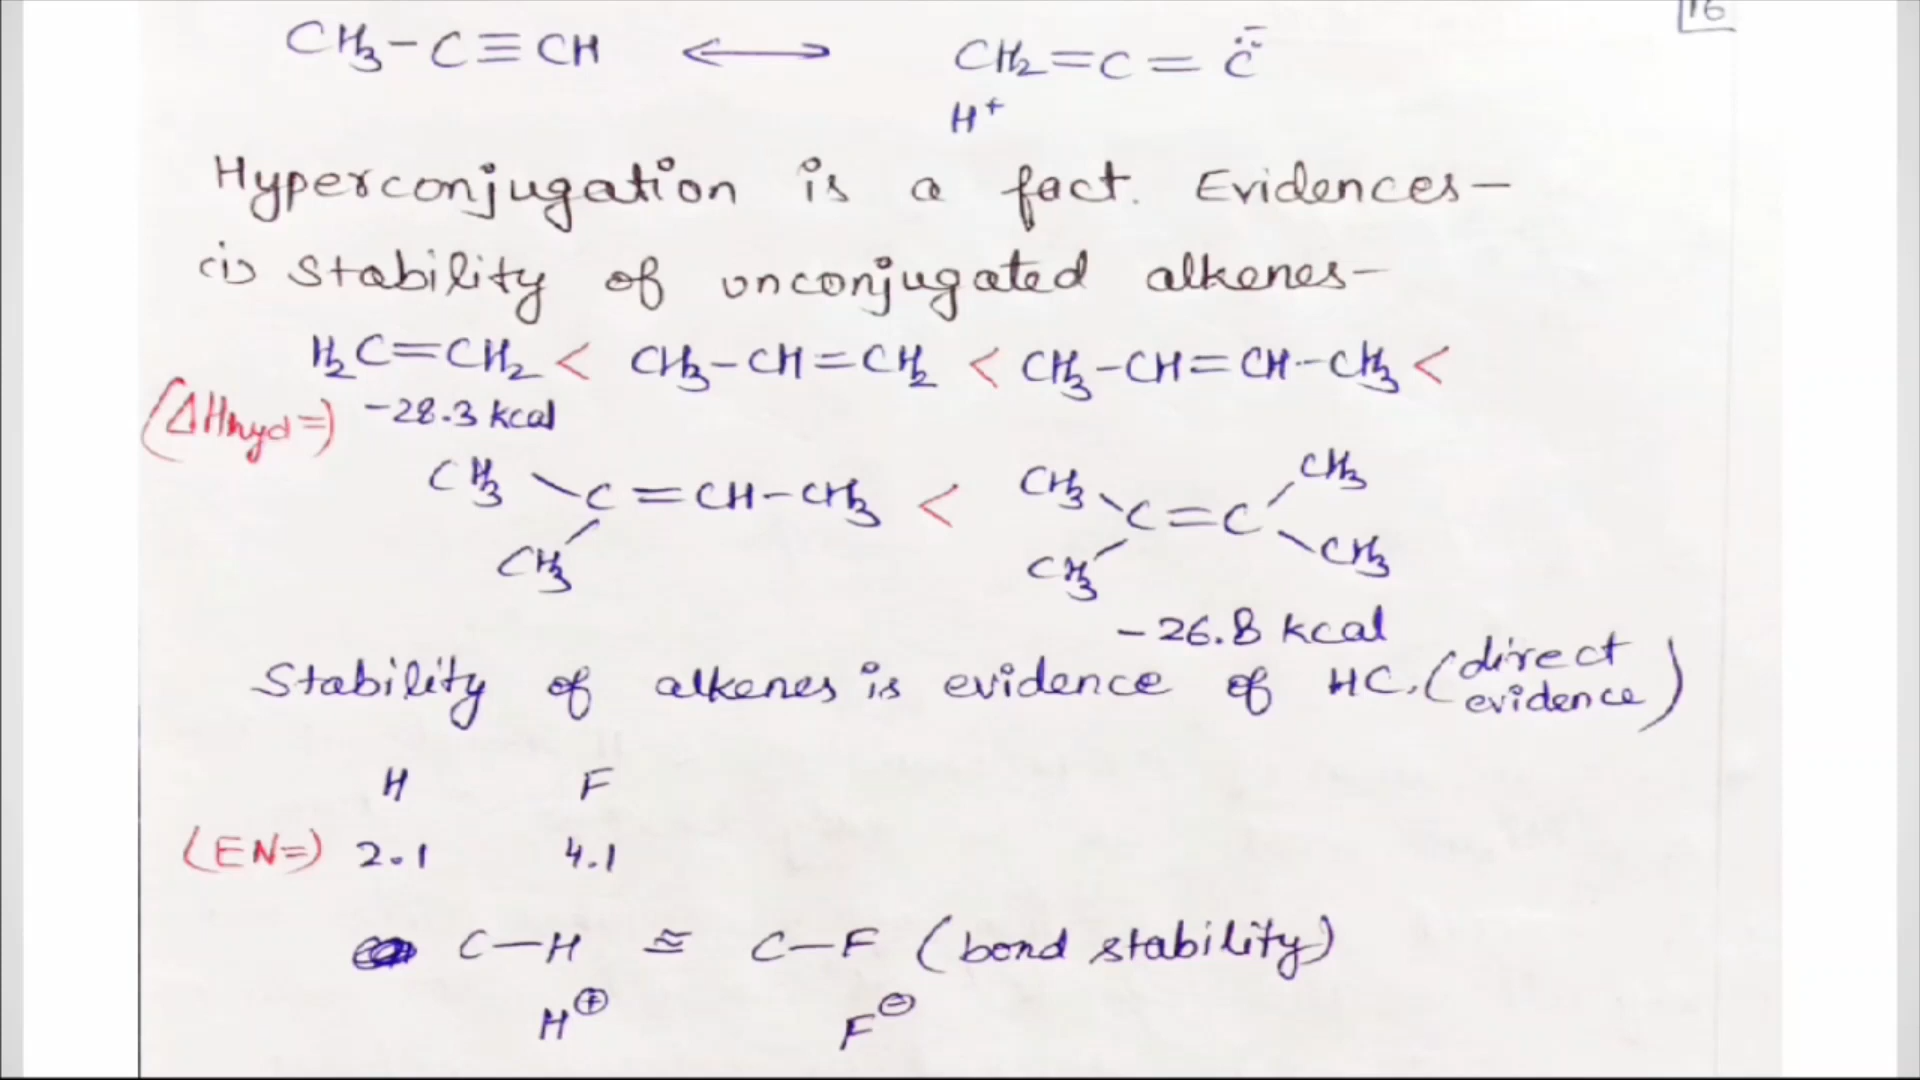 16
CH₃-C≡CH ⟷ CH₂=C=C̈⁻
H⁺
Hyperconjugation is a fact. Evidences-
(i) Stability of unconjugated alkenes-
H₂C=CH₂ < CH₃-CH=CH₂ < CH₃-CH=CH-CH₃ <
(ΔHhyd=) -28.3 kcal
CH₃ CH₃ CH₃
C=CH-CH₃ < C=C
CH₃ CH₃ CH₃
-26.8 kcal
Stability of alkenes is evidence of HC. (direct evidence)
H F
(EN=) 2.1 4.1
C-H ≈ C-F (bond stability)
H⊕ F⊖